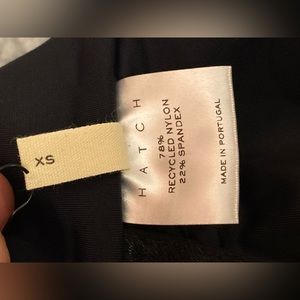 XS
HATCH
78%
RECYCLED NYLON
22% SPANDEX
MADE IN PORTUGAL